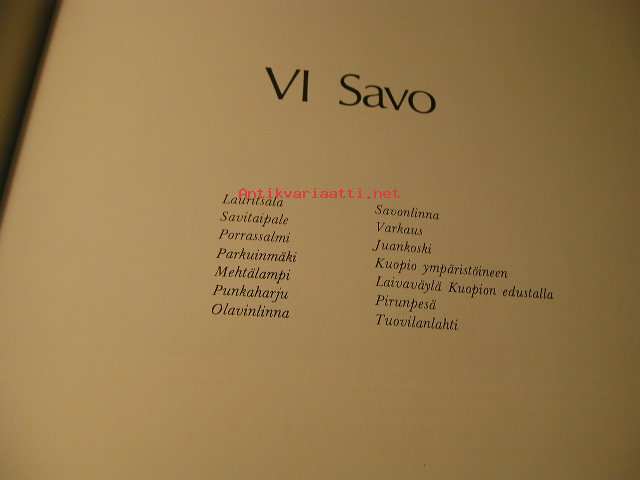 VI Savo
Antikvariaatti.net
Lauritsala
Savitaipale
Porrassalmi
Parkuinmäki
Mehtälampi
Punkaharju
Olavinlinna
Savonlinna
Varkaus
Juankoski
Kuopio ympäristöineen
Laivaväylä Kuopion edustalla
Pirunpesä
Tuovilanlahti